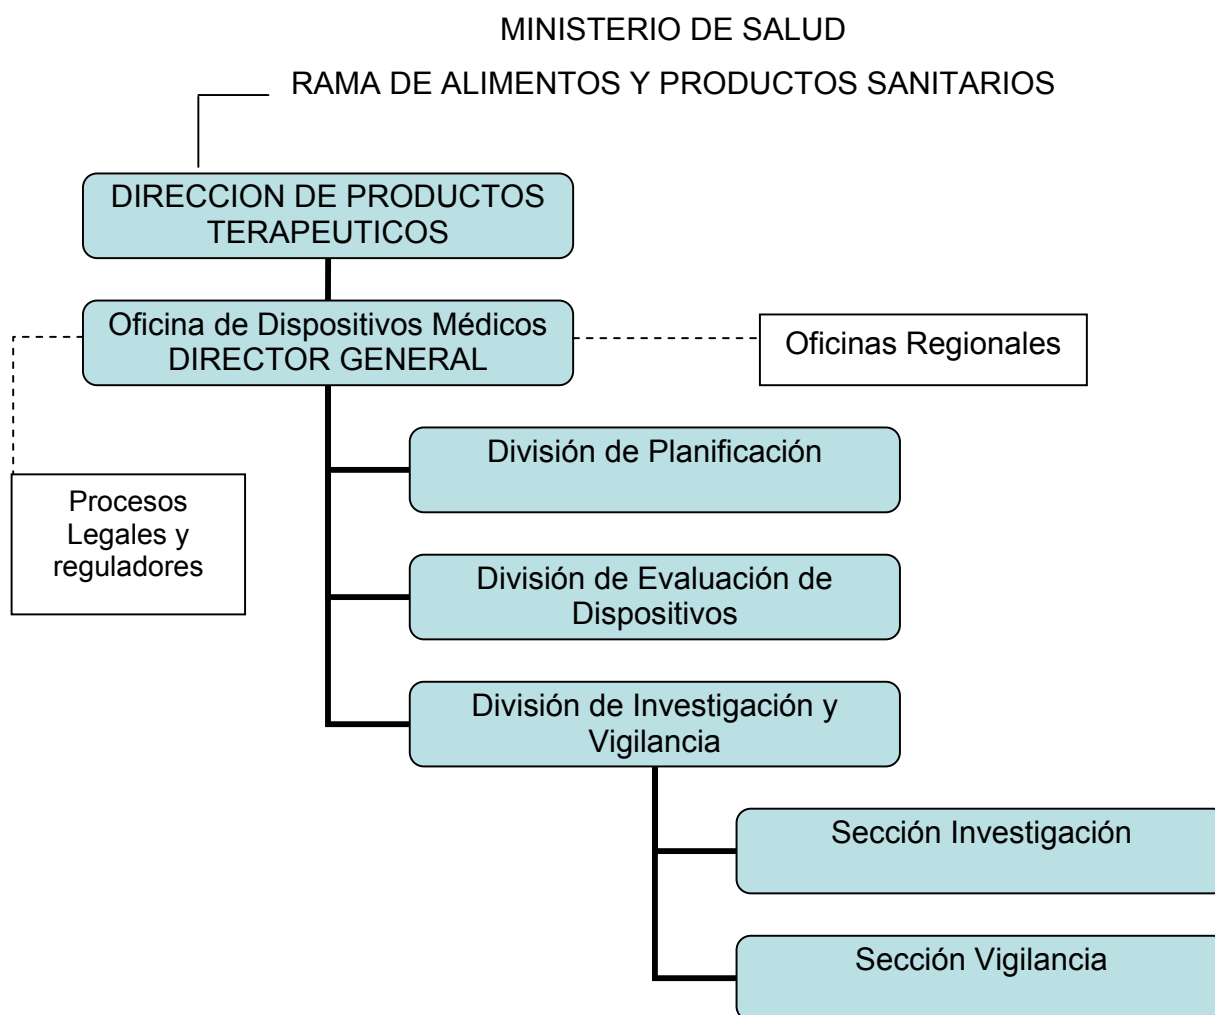 MINISTERIO DE SALUD
RAMA DE ALIMENTOS Y PRODUCTOS SANITARIOS
DIRECCION DE PRODUCTOS
TERAPEUTICOS
Oficina de Dispositivos Médicos
DIRECTOR GENERAL
Oficinas Regionales
División de Planificación
Procesos
Legales y
reguladores
División de Evaluación de
Dispositivos
División de Investigación y
Vigilancia
Sección Investigación
Sección Vigilancia